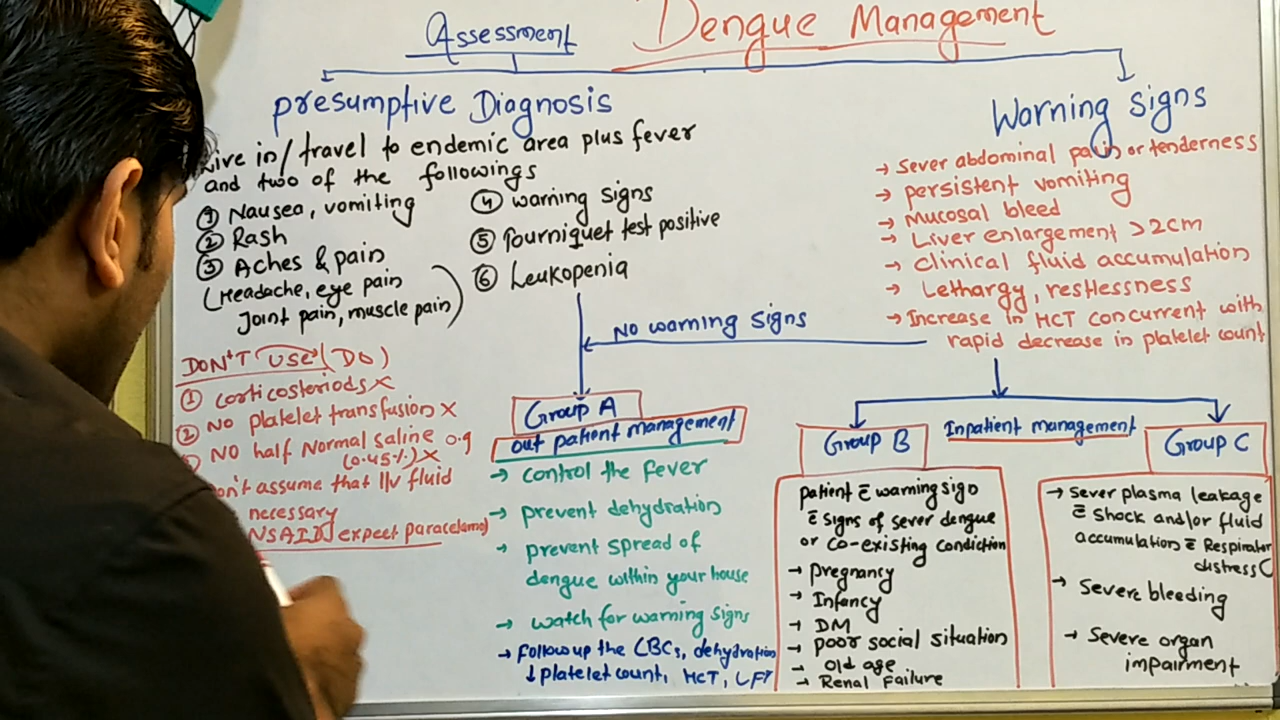 Assessment
Dengue Management
Presumptive Diagnosis
Live in/travel to endemic area plus fever
and two of the followings
① Nausea, vomiting
② Rash
③ Aches & pain
(Headache, eye pain
Joint pain, muscle pain)
④ warning signs
⑤ Tourniquet test positive
⑥ Leukopenia
Warning signs
→ Sever abdominal pain or tenderness
→ persistent vomiting
→ Mucosal bleed
→ Liver enlargement >2cm
→ Clinical fluid accumulation
→ Lethargy, restlessness
→ Increase in HCT concurrent with
rapid decrease in platelet count
No warning signs
DON'T USE (DO)
① corticosteriods ×
② No platelet transfusion ×
NO half Normal saline 0.9
(0.45%) ×
on't assume that I/V fluid
necessary
NSAID expect paracetamol
Group A
out patient management
→ control the fever
→ prevent dehydration
→ prevent spread of
dengue within your house
→ watch for warning signs
→ Followup the CBCs, dehydration
↓ platelet count, HCT, LFT
Inpatient management
Group B
patient c̄ warning sign
c̄ signs of sever dengue
or co-existing condiction
→ Pregnancy
→ Infancy
→ DM
→ poor social situation
→ old age
→ Renal Failure
Group C
→ Sever plasma leakage
c̄ Shock and/or fluid
accumulation c̄ Respirator
distress
→ Severe bleeding
→ Severe organ
impairment